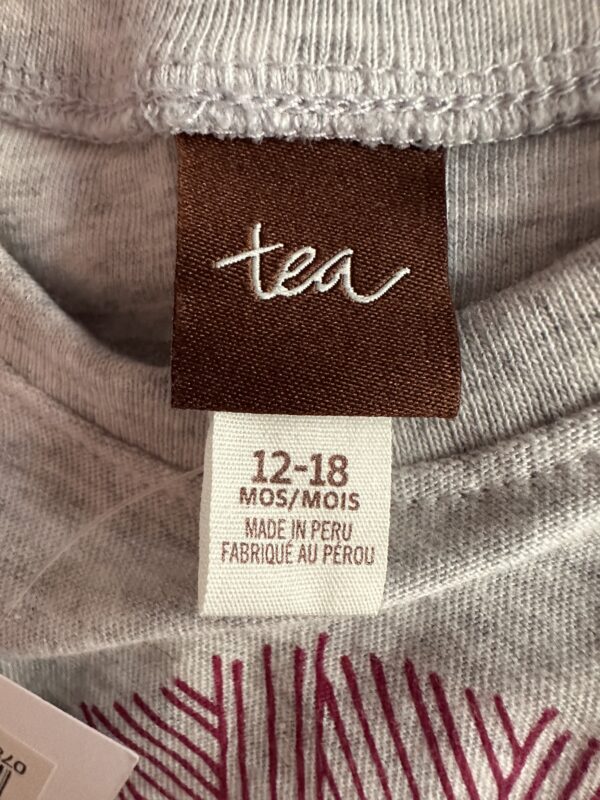 tea
12-18
MOS/MOIS
MADE IN PERU
FABRIQUÉ AU PÉROU